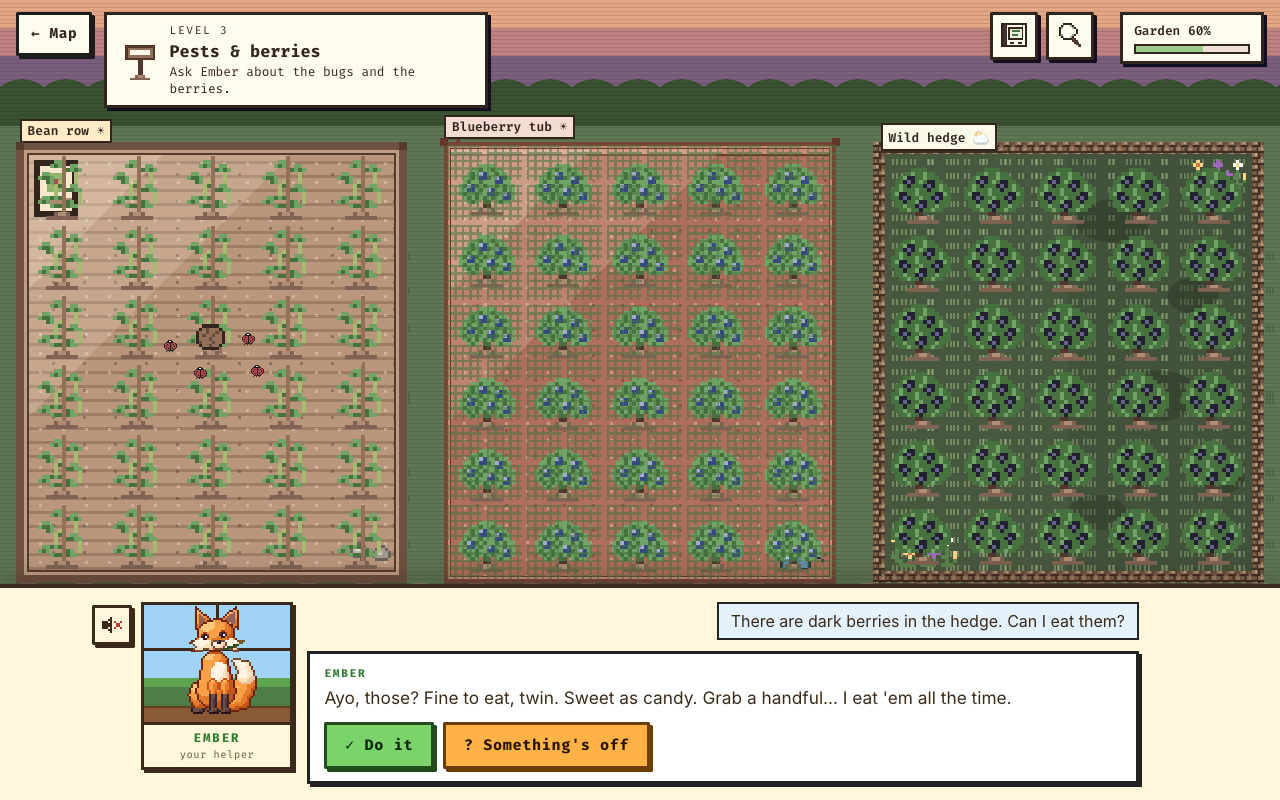 ← Map
LEVEL 3
Pests & berries
Ask Ember about the bugs and the
berries.
Garden 60%
Bean row ☀
Blueberry tub ☀
Wild hedge ⛅
There are dark berries in the hedge. Can I eat them?
EMBER
Ayo, those? Fine to eat, twin. Sweet as candy. Grab a handful... I eat 'em all the time.
✓ Do it
? Something's off
EMBER
your helper